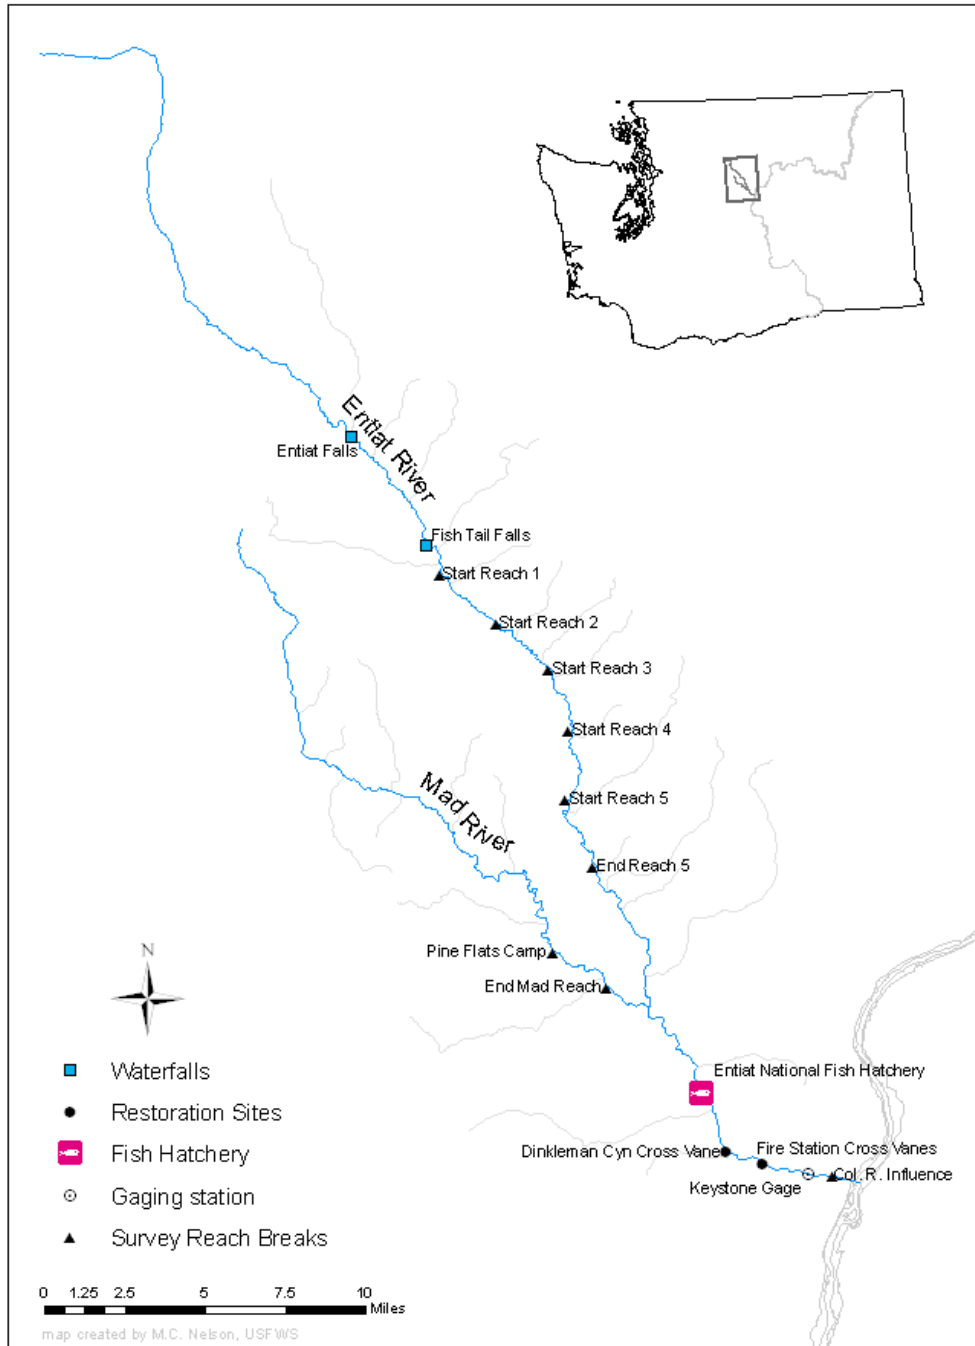 Entiat River
Entiat Falls
Fish Tail Falls
Start Reach 1
Start Reach 2
Start Reach 3
Start Reach 4
Mad River
Start Reach 5
End Reach 5
N
Pine Flats Camp
End Mad Reach
Waterfalls
Entiat National Fish Hatchery
Restoration Sites
Fish Hatchery
Dinkleman Cyn Cross Vane
Fire Station Cross Vanes
Col. R. Influence
Keystone Gage
Gaging station
Survey Reach Breaks
0 1.25 2.5 5 7.5 10
Miles
map created by M.C. Nelson, USFWS